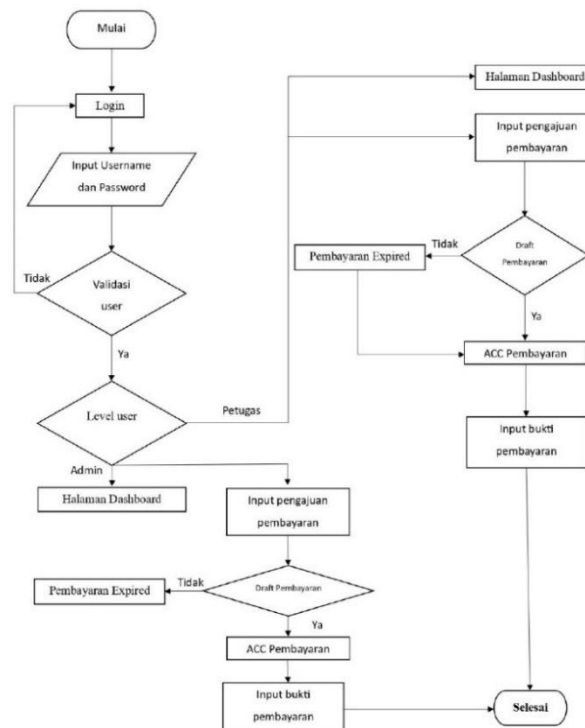 Mulai
Login
Input Username
dan Password
Tidak
Validasi
user
Ya
Level user
Petugas
Admin
Halaman Dashboard
Input pengajuan
pembayaran
Tidak
Draft Pembayaran
Pembayaran Expired
Ya
ACC Pembayaran
Input bukti
pembayaran
Halaman Dashboard
Input pengajuan
pembayaran
Tidak
Draft
Pembayaran
Pembayaran Expired
Ya
ACC Pembayaran
Input bukti
pembayaran
Selesai